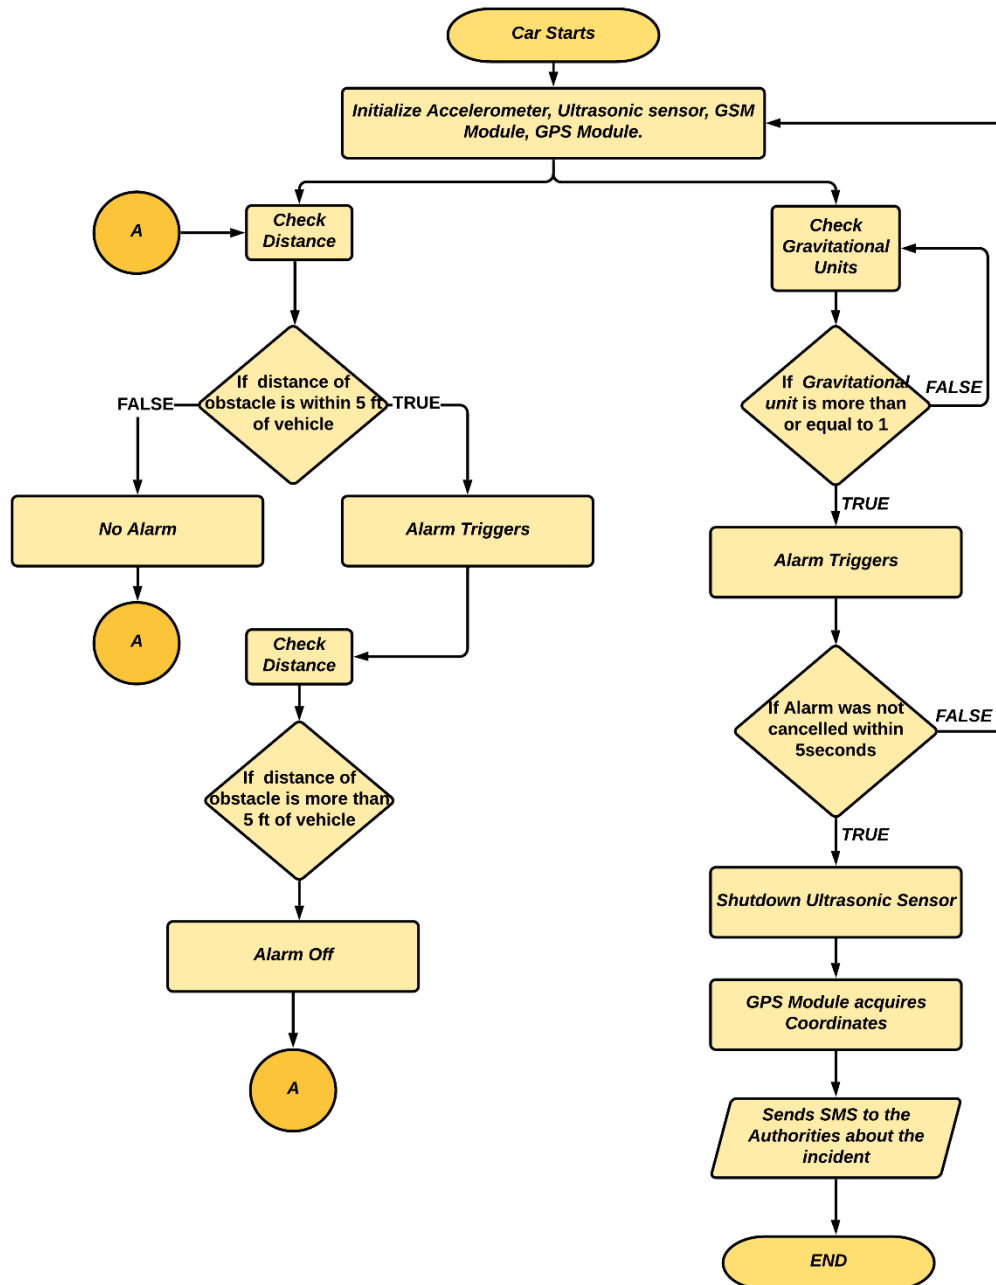 Car Starts
Initialize Accelerometer, Ultrasonic sensor, GSM
Module, GPS Module.
A
Check
Distance
Check
Gravitational
Units
If  distance of
obstacle is within 5 ft
of vehicle
FALSE
TRUE
If Gravitational
unit is more than
or equal to 1
FALSE
TRUE
No Alarm
Alarm Triggers
Alarm Triggers
A
Check
Distance
If Alarm was not
cancelled within
5seconds
FALSE
TRUE
If  distance of
obstacle is more than
5 ft of vehicle
Shutdown Ultrasonic Sensor
Alarm Off
GPS Module acquires
Coordinates
A
Sends SMS to the
Authorities about the
incident
END